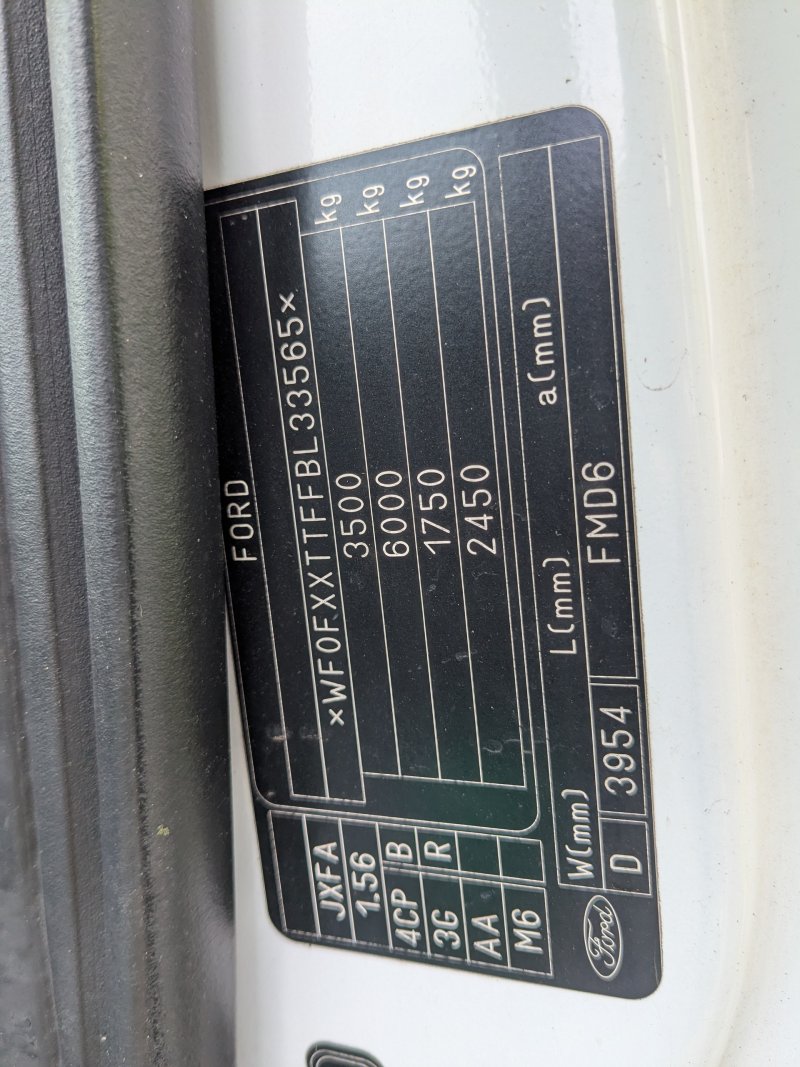 FORD
×WF0FXXTTFFBL33565×
3500 kg
6000 kg
1750 kg
2450 kg
JXFA
1.56
4CP B
3G R
AA
M6
W(mm) L(mm) a(mm)
D 3954 FMD6
Ford